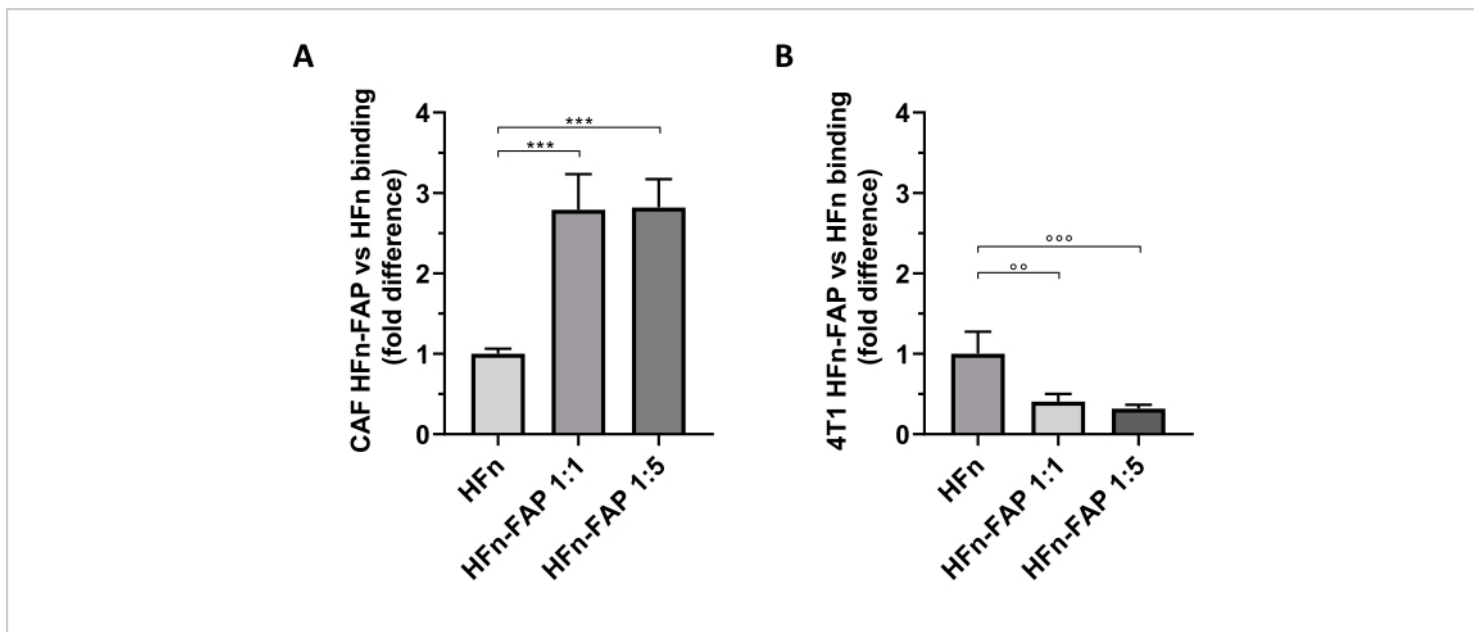 A
CAF HFn-FAP vs HFn binding
(fold difference)
4
3
2
1
0
***
***
HFn
HFn-FAP 1:1
HFn-FAP 1:5
B
4T1 HFn-FAP vs HFn binding
(fold difference)
4
3
2
1
0
°°°
°°
HFn
HFn-FAP 1:1
HFn-FAP 1:5